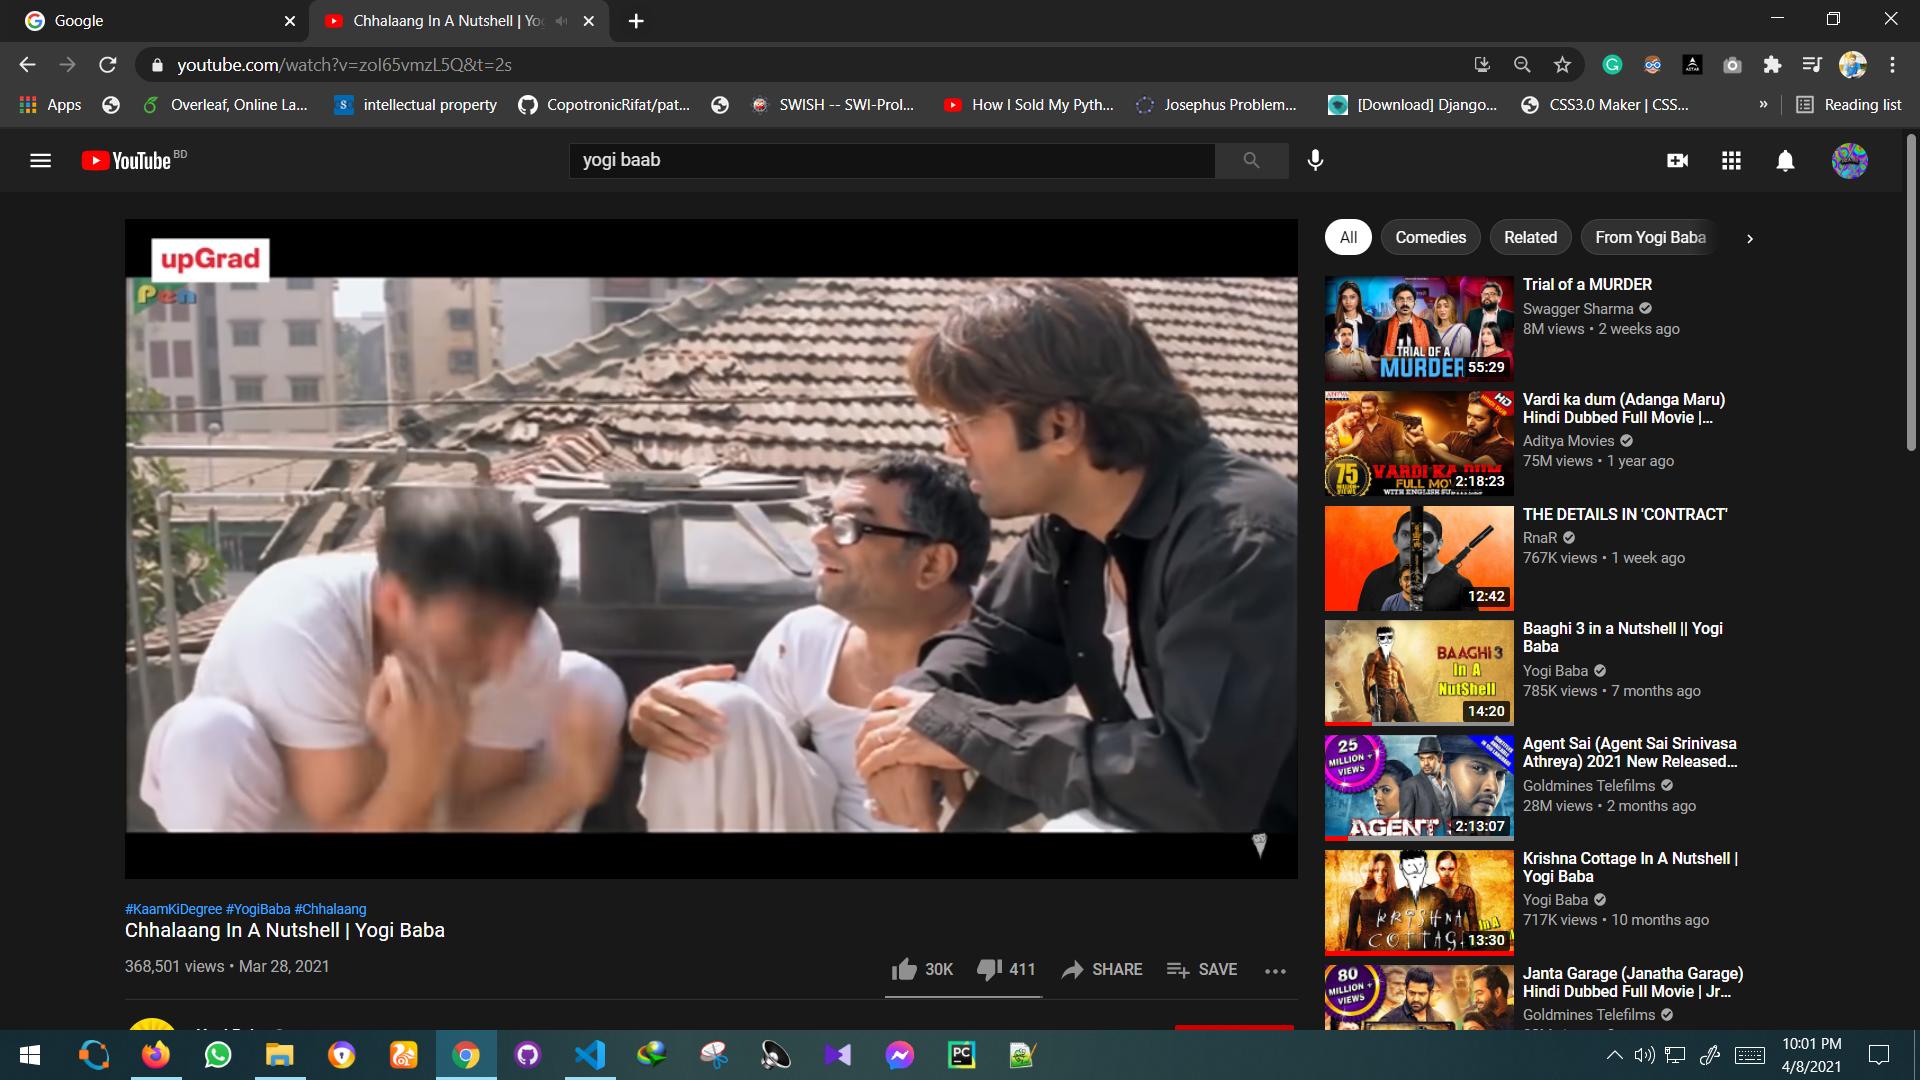 Google
Chhalaang In A Nutshell | Yo
youtube.com/watch?v=zoI65vmzL5Q&t=2s
Apps
Overleaf, Online La...
intellectual property
CopotronicRifat/pat...
SWISH -- SWI-Prol...
How I Sold My Pyth...
Josephus Problem...
[Download] Django...
CSS3.0 Maker | CSS...
»
Reading list
YouTube BD
yogi baab
upGrad
Pen
All
Comedies
Related
From Yogi Baba
TRIAL OF A
MURDER
55:29
Trial of a MURDER
Swagger Sharma
8M views • 2 weeks ago
HD
75
VARDI KA DUM
FULL MOV
2:18:23
Vardi ka dum (Adanga Maru)
Hindi Dubbed Full Movie |...
Aditya Movies
75M views • 1 year ago
12:42
THE DETAILS IN 'CONTRACT'
RnaR
767K views • 1 week ago
BAAGHI 3
In A
NutShell
14:20
Baaghi 3 in a Nutshell || Yogi
Baba
Yogi Baba
785K views • 7 months ago
25
MILLION +
VIEWS
AGENT
2:13:07
Agent Sai (Agent Sai Srinivasa
Athreya) 2021 New Released...
Goldmines Telefilms
28M views • 2 months ago
KRISHNA
COTTAG
In A
13:30
Krishna Cottage In A Nutshell |
Yogi Baba
Yogi Baba
717K views • 10 months ago
80
MILLION +
VIEWS
Janta Garage (Janatha Garage)
Hindi Dubbed Full Movie | Jr...
Goldmines Telefilms
#KaamKiDegree #YogiBaba #Chhalaang
Chhalaang In A Nutshell | Yogi Baba
368,501 views • Mar 28, 2021
30K
411
SHARE
SAVE
PC
10:01 PM
4/8/2021